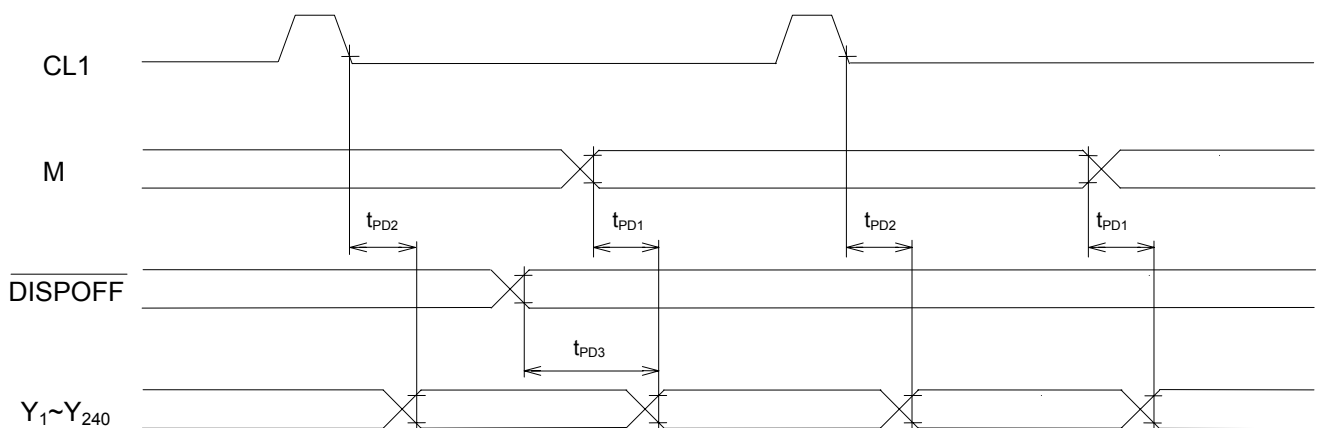 CL1
M
tPD2
tPD1
tPD2
tPD1
DISPOFF
tPD3
Y1~Y240